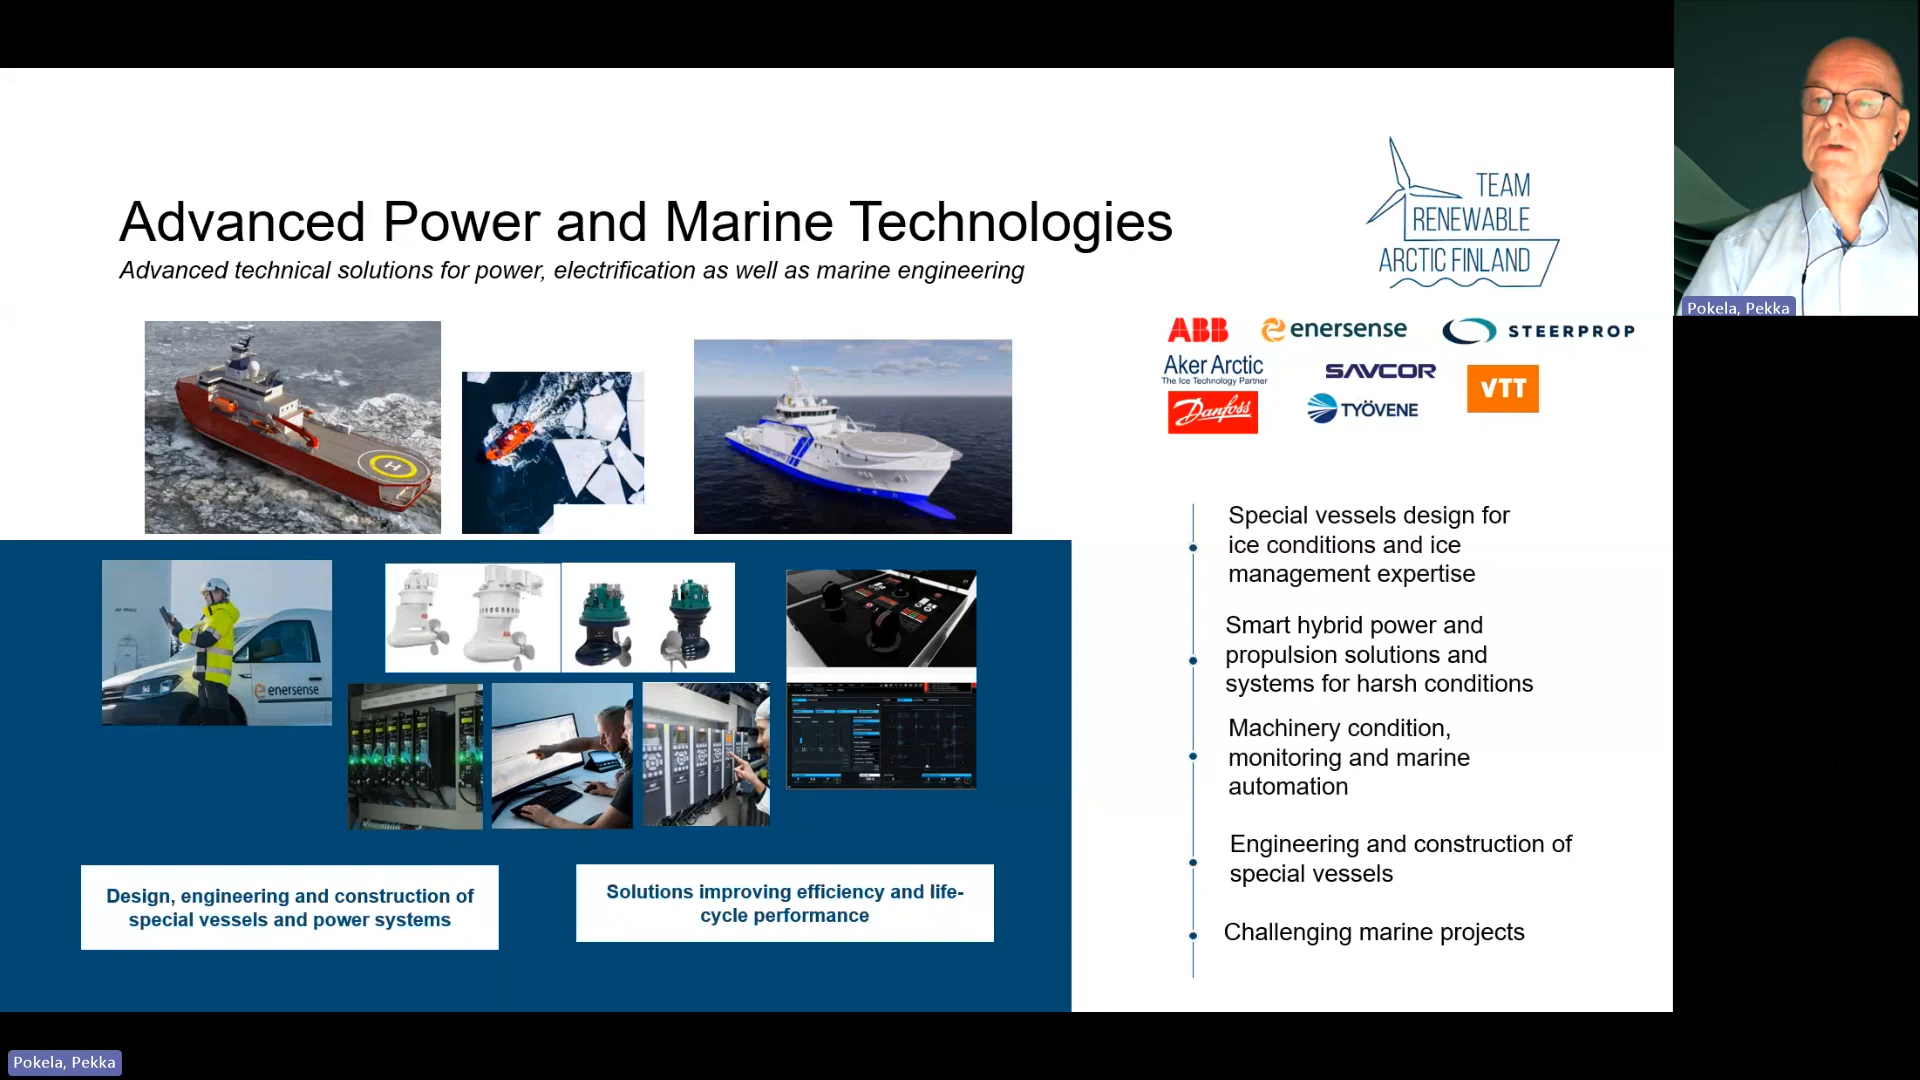 Advanced Power and Marine Technologies
Advanced technical solutions for power, electrification as well as marine engineering
TEAM
RENEWABLE
ARCTIC FINLAND
Pokela, Pekka
ABB
enersense
STEERPROP
Aker Arctic
The Ice Technology Partner
SAVCOR
VTT
Danfoss
TYÖVENE
H
enersense
ABB
Design, engineering and construction of
special vessels and power systems
Solutions improving efficiency and life-
cycle performance
Special vessels design for
ice conditions and ice
management expertise
Smart hybrid power and
propulsion solutions and
systems for harsh conditions
Machinery condition,
monitoring and marine
automation
Engineering and construction of
special vessels
Challenging marine projects
Pokela, Pekka